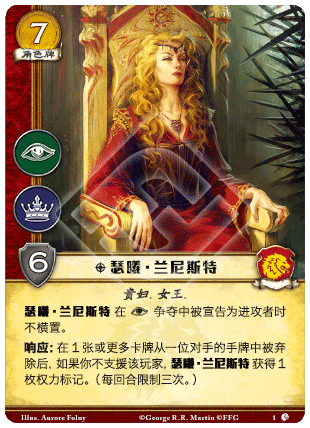 7
角色牌
6
瑟曦·兰尼斯特
贵妇. 女王.
瑟曦·兰尼斯特 在 争夺中被宣告为进攻者时
不横置。
响应: 在 1 张或更多卡牌从一位对手的手牌中被弃
除后, 如果你不支援该玩家, 瑟曦·兰尼斯特 获得 1
枚权力标记。（每回合限制三次。）
Illus. Aurore Folny ©George R.R. Martin ©FFG 1